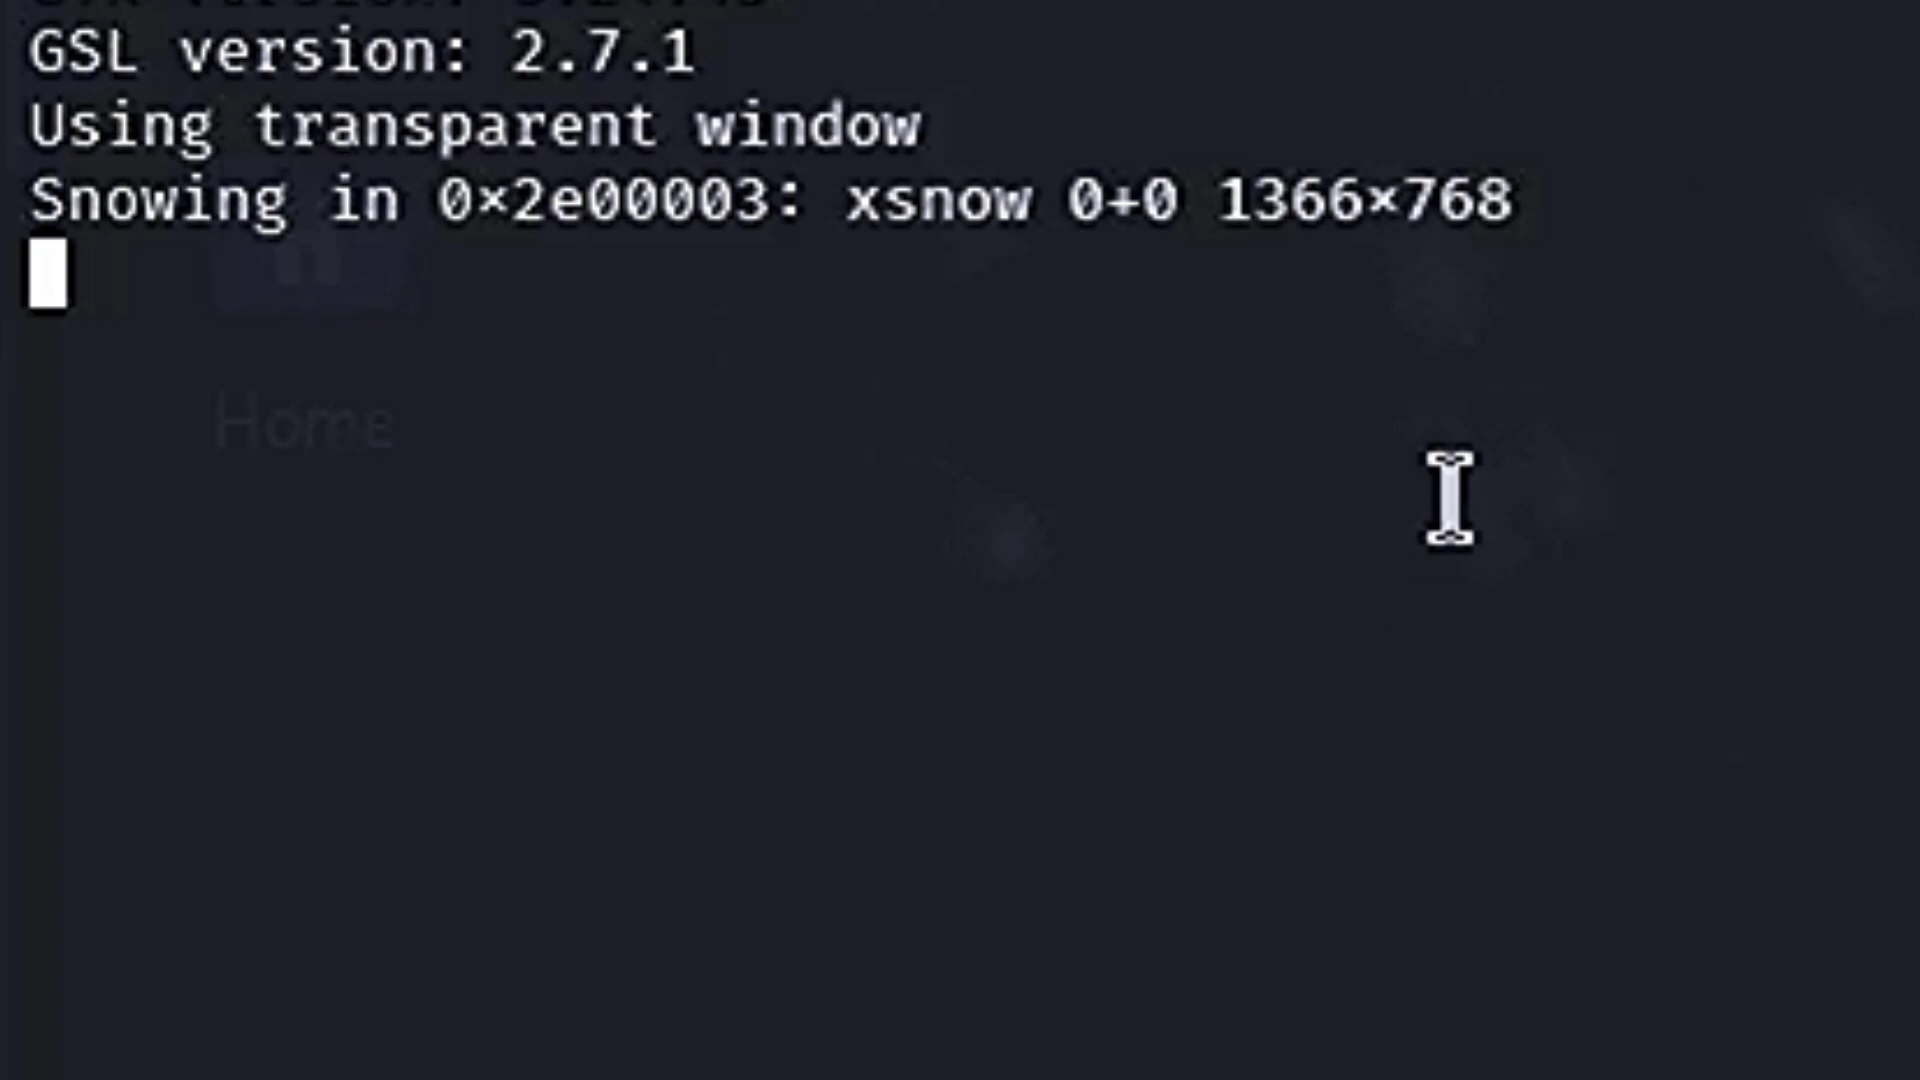 GSL version: 2.7.1
Using transparent window
Snowing in 0×2e00003: xsnow 0+0 1366×768
Home